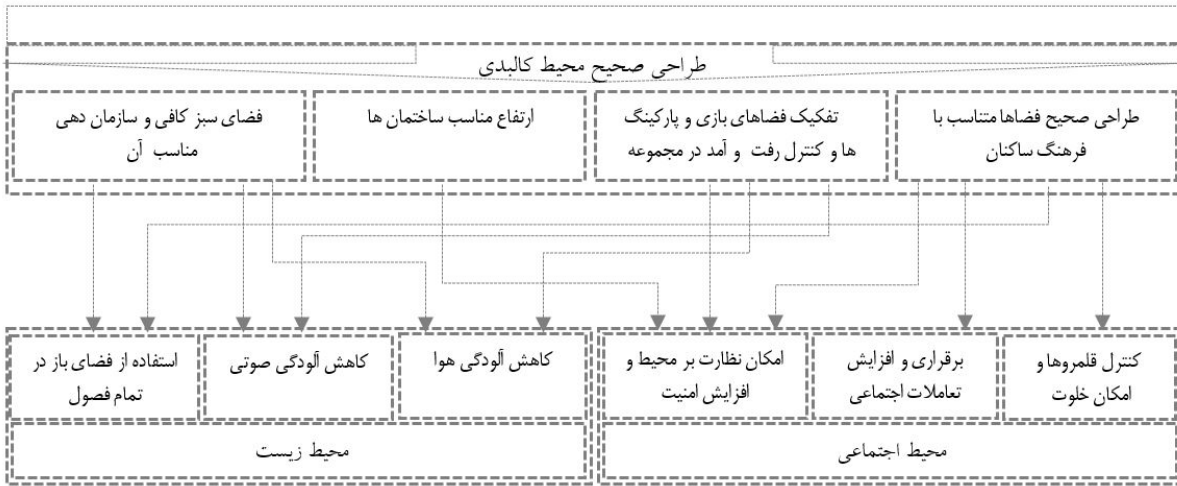 طراحی صحیح محیط کالبدی
طراحی صحیح فضاها متناسب با
فرهنگ ساکنان
تفکیک فضاهای بازی و پارکینگ
ها و کنترل رفت و آمد در مجموعه
ارتفاع مناسب ساختمان ها
فضای سبز کافی و سازمان دهی
مناسب آن
کنترل قلمروها و
امکان خلوت
برقراری و افزایش
تعاملات اجتماعی
امکان نظارت بر محیط و
افزایش امنیت
کاهش آلودگی هوا
کاهش آلودگی صوتی
استفاده از فضای باز در
تمام فصول
محیط اجتماعی
محیط زیست